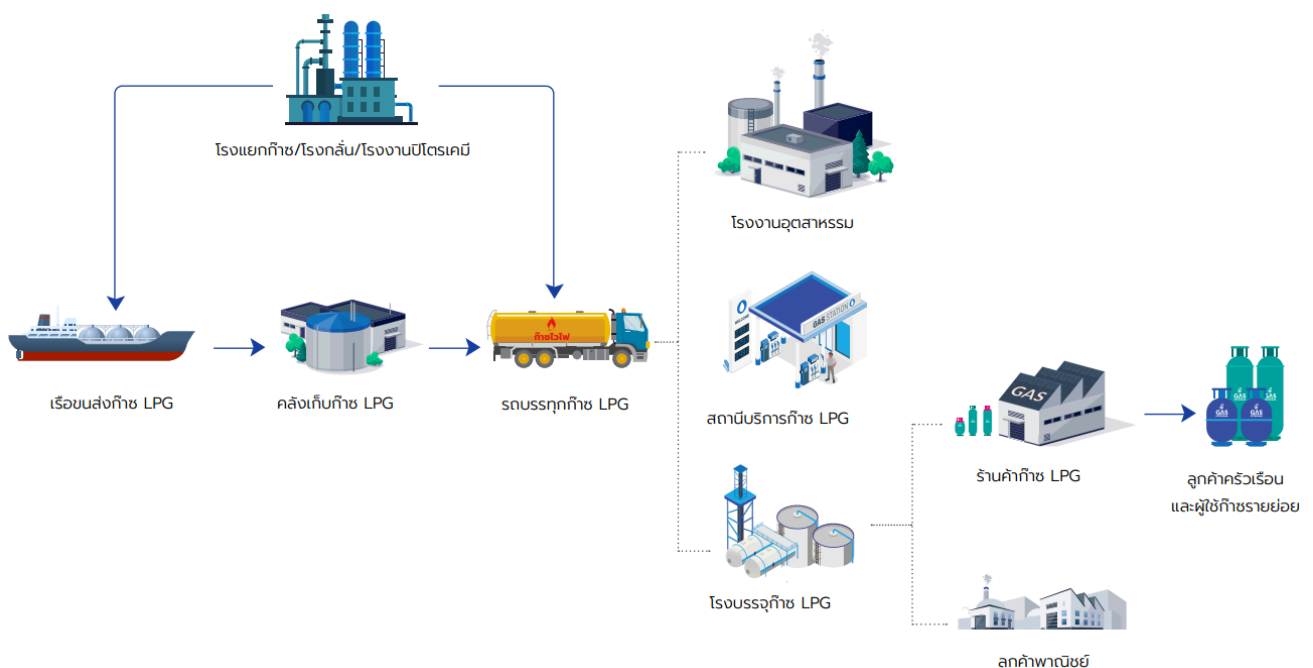 โรงแยกก๊าซ/โรงกลั่น/โรงงานปิโตรเคมี
โรงงานอุตสาหรรม
เรือขนส่งก๊าซ LPG
คลังเก็บก๊าซ LPG
ก๊าซไวไฟ
รถบรรทุกก๊าซ LPG
WELCOME
GAS STATION
สถานีบริการก๊าซ LPG
โรงบรรจุก๊าซ LPG
GAS
ร้านค้าก๊าซ LPG
GAS
GAS
GAS
GAS
ลูกค้าครัวเรือน
และผู้ใช้ก๊าซรายย่อย
ลูกค้าพาณิชย์